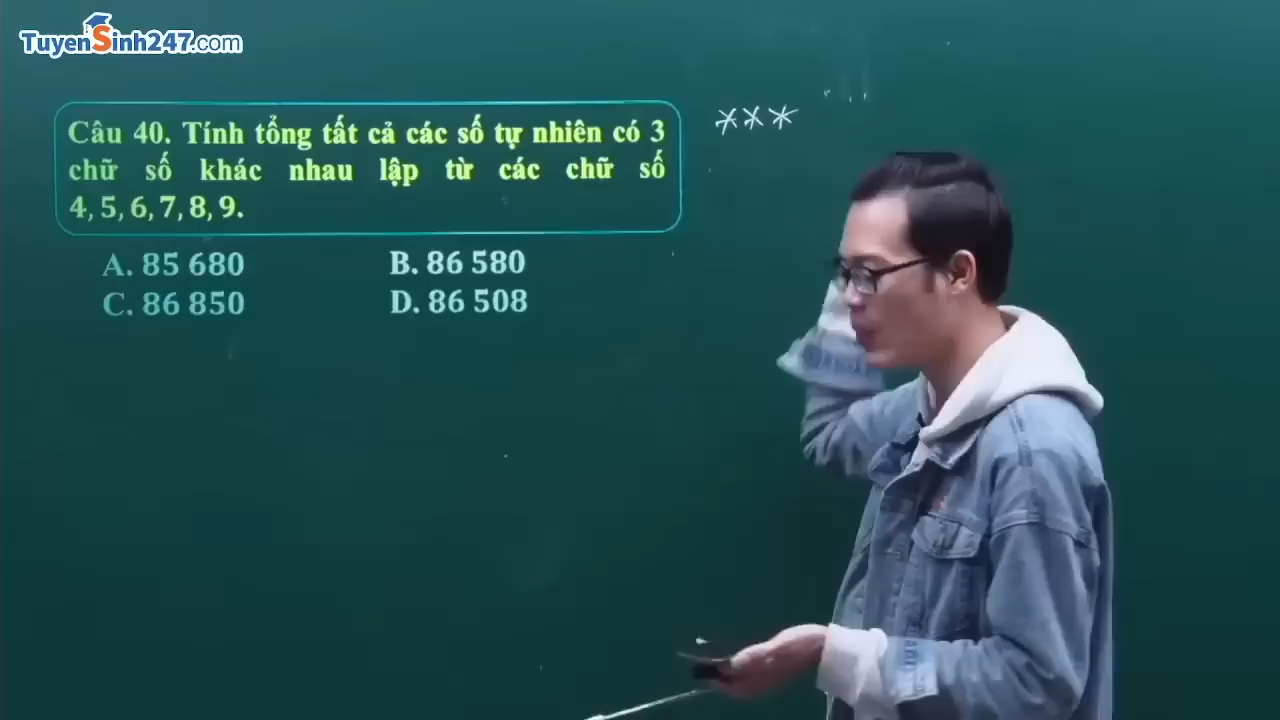 TuyenSinh247.com
Câu 40. Tính tổng tất cả các số tự nhiên có 3
chữ số khác nhau lập từ các chữ số
4, 5, 6, 7, 8, 9.
A. 85 680 B. 86 580
C. 86 850 D. 86 508
***